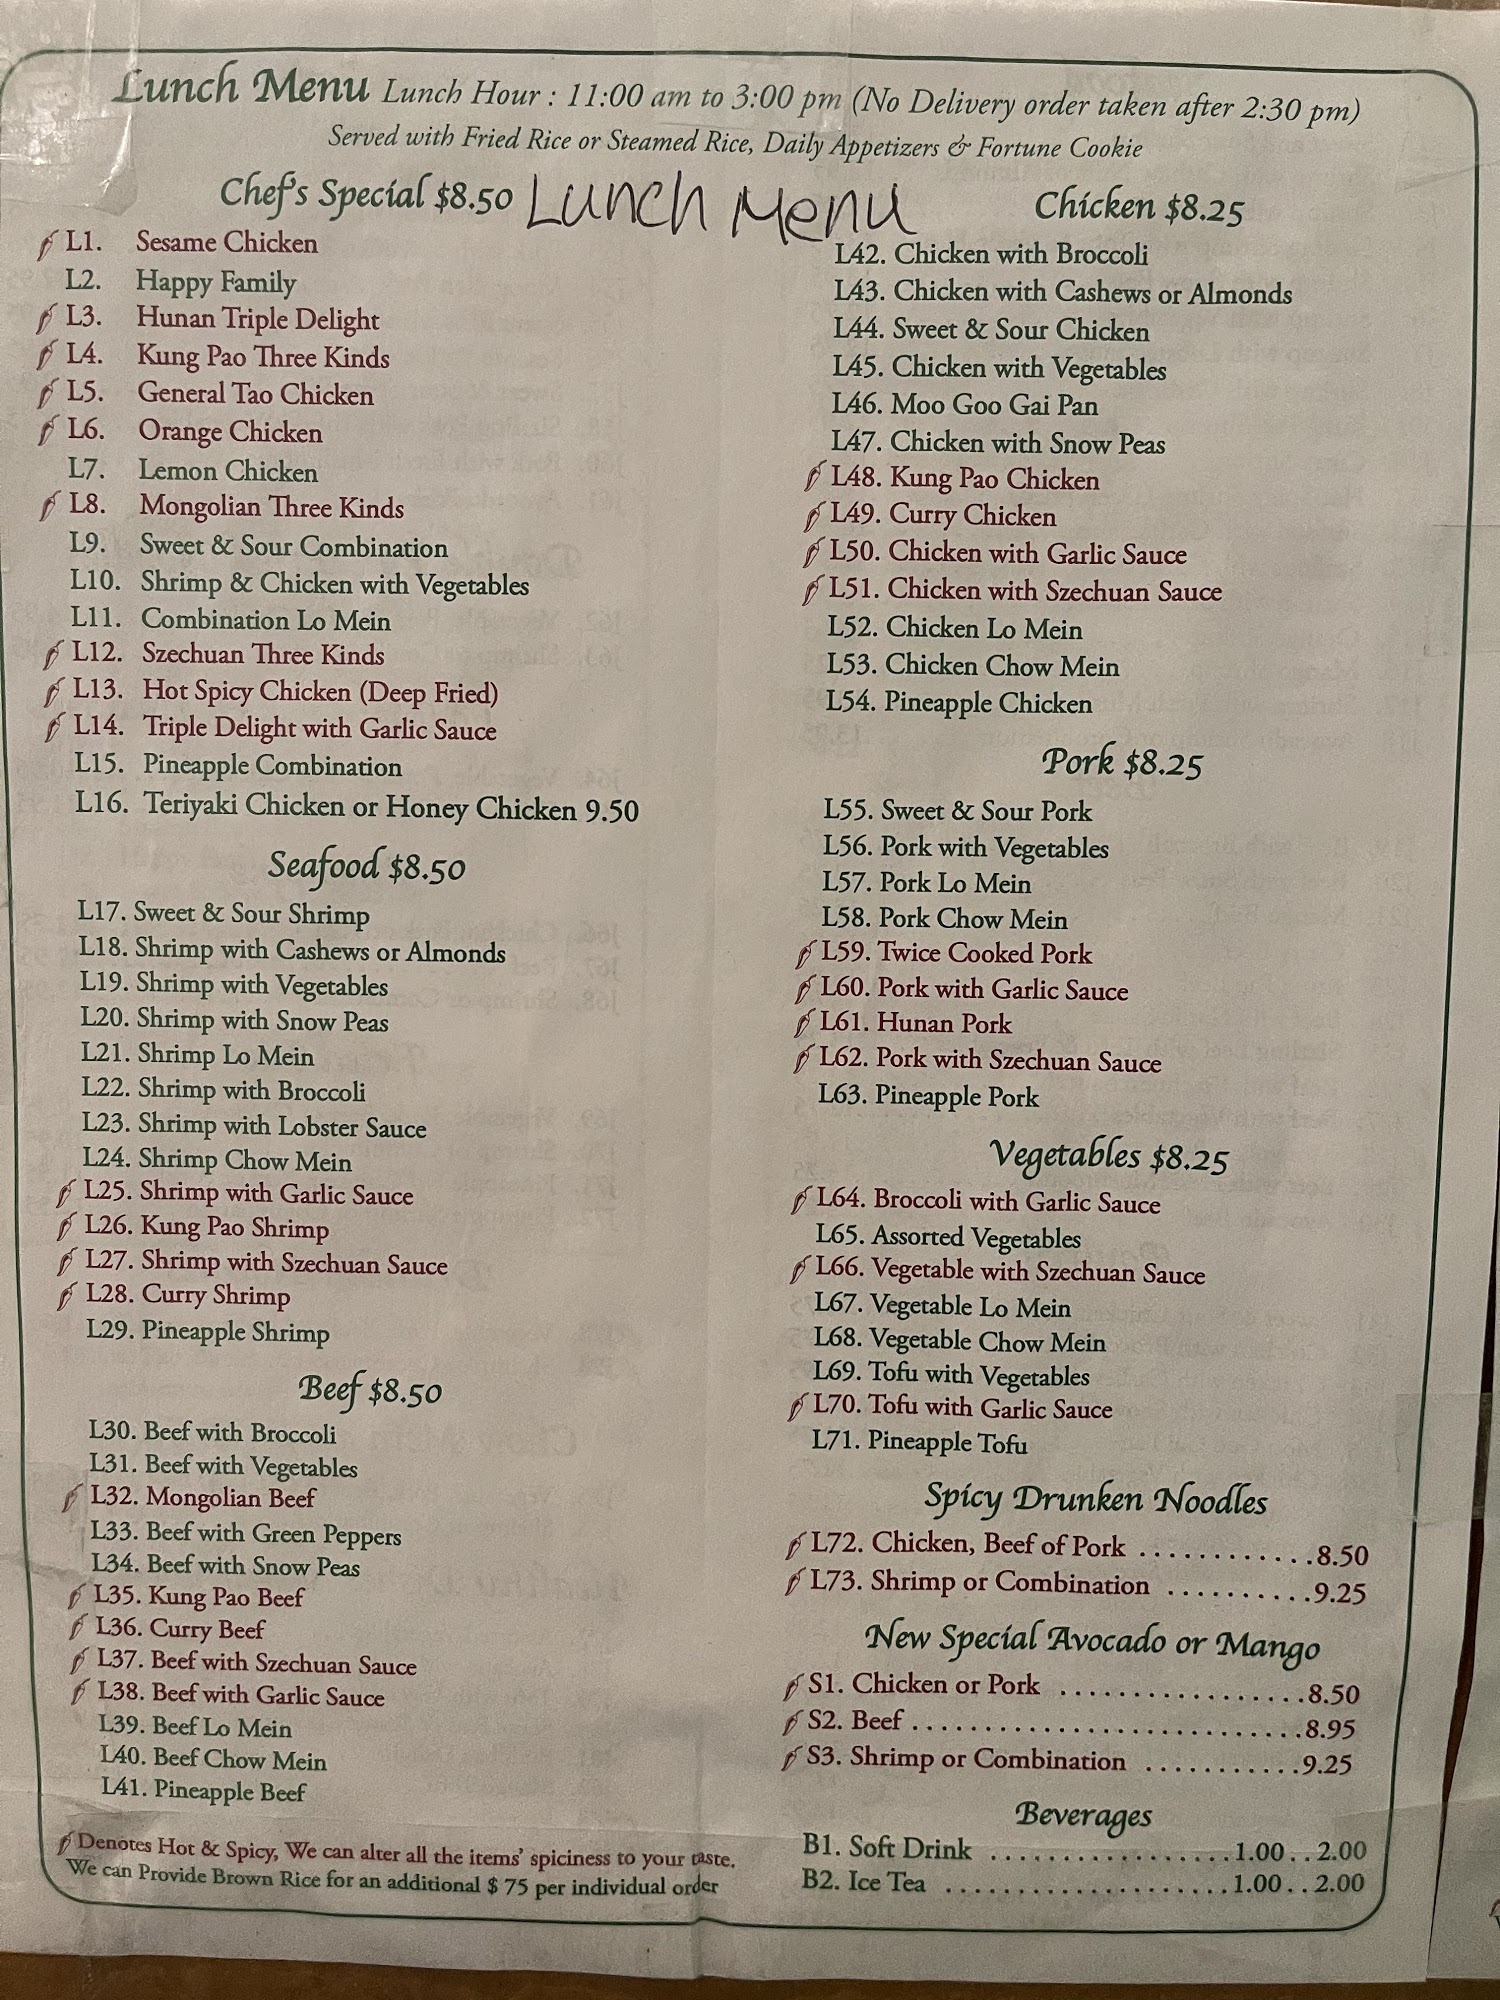 Lunch Menu Lunch Hour : 11:00 am to 3:00 pm (No Delivery order taken after 2:30 pm)
Served with Fried Rice or Steamed Rice, Daily Appetizers & Fortune Cookie
Lunch Menu
Chef's Special $8.50
L1. Sesame Chicken
L2. Happy Family
L3. Hunan Triple Delight
L4. Kung Pao Three Kinds
L5. General Tao Chicken
L6. Orange Chicken
L7. Lemon Chicken
L8. Mongolian Three Kinds
L9. Sweet & Sour Combination
L10. Shrimp & Chicken with Vegetables
L11. Combination Lo Mein
L12. Szechuan Three Kinds
L13. Hot Spicy Chicken (Deep Fried)
L14. Triple Delight with Garlic Sauce
L15. Pineapple Combination
L16. Teriyaki Chicken or Honey Chicken 9.50
Seafood $8.50
L17. Sweet & Sour Shrimp
L18. Shrimp with Cashews or Almonds
L19. Shrimp with Vegetables
L20. Shrimp with Snow Peas
L21. Shrimp Lo Mein
L22. Shrimp with Broccoli
L23. Shrimp with Lobster Sauce
L24. Shrimp Chow Mein
L25. Shrimp with Garlic Sauce
L26. Kung Pao Shrimp
L27. Shrimp with Szechuan Sauce
L28. Curry Shrimp
L29. Pineapple Shrimp
Beef $8.50
L30. Beef with Broccoli
L31. Beef with Vegetables
L32. Mongolian Beef
L33. Beef with Green Peppers
L34. Beef with Snow Peas
L35. Kung Pao Beef
L36. Curry Beef
L37. Beef with Szechuan Sauce
L38. Beef with Garlic Sauce
L39. Beef Lo Mein
L40. Beef Chow Mein
L41. Pineapple Beef
Denotes Hot & Spicy, We can alter all the items' spiciness to your taste.
We can Provide Brown Rice for an additional $ 75 per individual order
Chicken $8.25
L42. Chicken with Broccoli
L43. Chicken with Cashews or Almonds
L44. Sweet & Sour Chicken
L45. Chicken with Vegetables
L46. Moo Goo Gai Pan
L47. Chicken with Snow Peas
L48. Kung Pao Chicken
L49. Curry Chicken
L50. Chicken with Garlic Sauce
L51. Chicken with Szechuan Sauce
L52. Chicken Lo Mein
L53. Chicken Chow Mein
L54. Pineapple Chicken
Pork $8.25
L55. Sweet & Sour Pork
L56. Pork with Vegetables
L57. Pork Lo Mein
L58. Pork Chow Mein
L59. Twice Cooked Pork
L60. Pork with Garlic Sauce
L61. Hunan Pork
L62. Pork with Szechuan Sauce
L63. Pineapple Pork
Vegetables $8.25
L64. Broccoli with Garlic Sauce
L65. Assorted Vegetables
L66. Vegetable with Szechuan Sauce
L67. Vegetable Lo Mein
L68. Vegetable Chow Mein
L69. Tofu with Vegetables
L70. Tofu with Garlic Sauce
L71. Pineapple Tofu
Spicy Drunken Noodles
L72. Chicken, Beef of Pork ............8.50
L73. Shrimp or Combination ..........9.25
New Special Avocado or Mango
S1. Chicken or Pork .................8.50
S2. Beef...........................8.95
S3. Shrimp or Combination ...........9.25
Beverages
B1. Soft Drink .................1.00..2.00
B2. Ice Tea ....................1.00..2.00